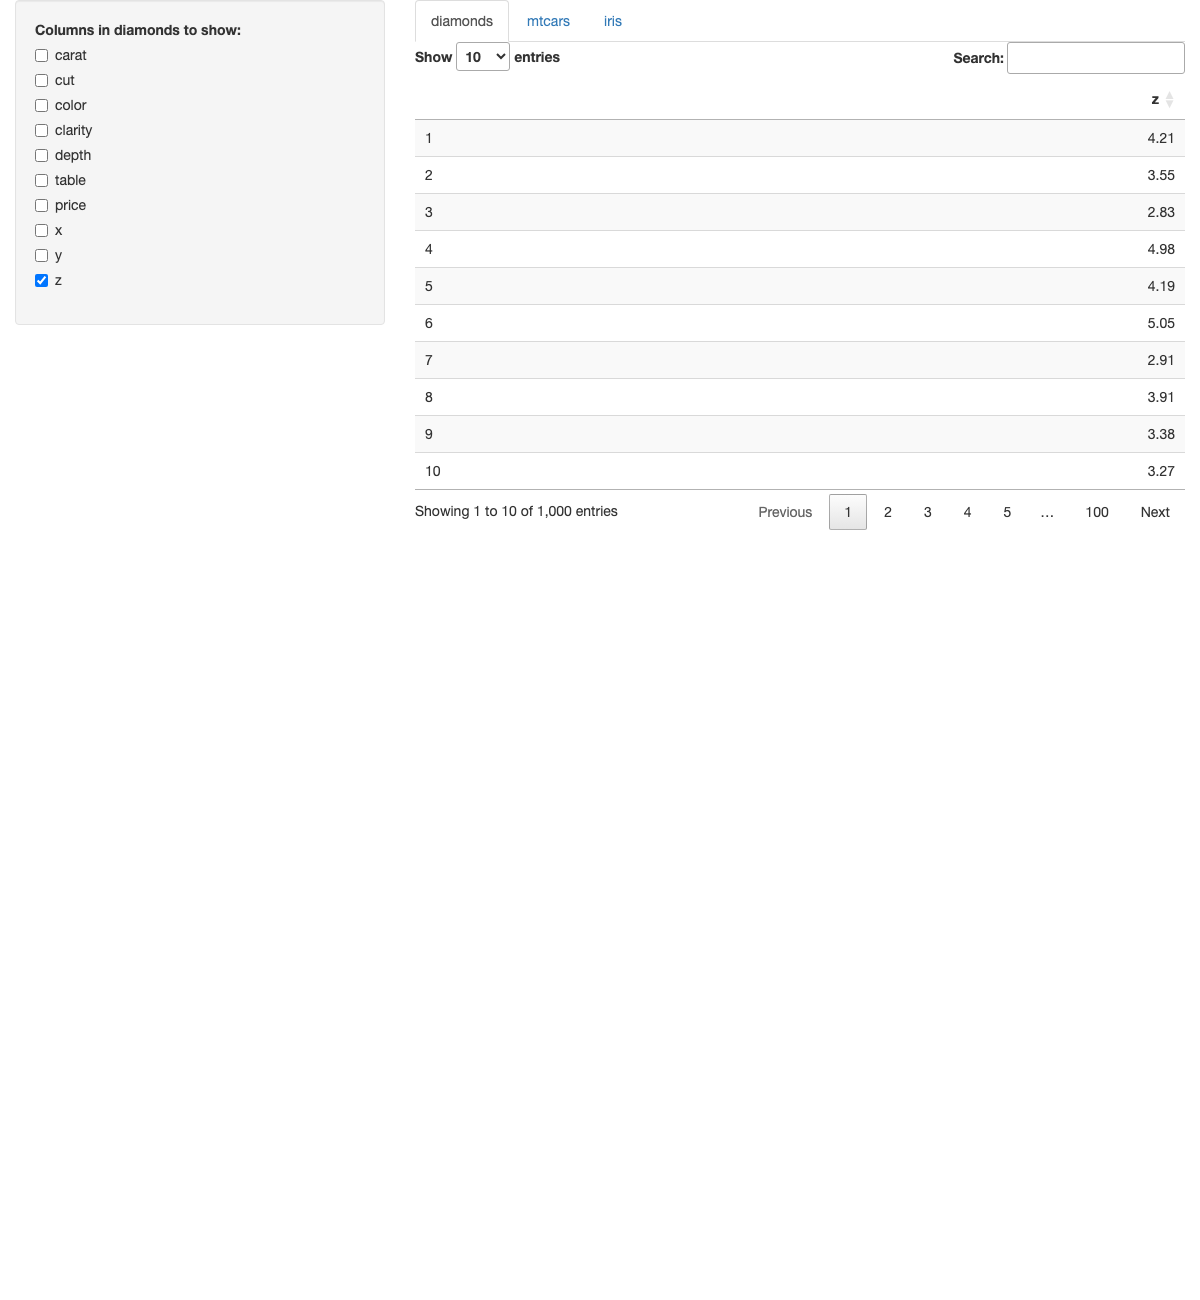 Columns in diamonds to show:
carat
cut
color
clarity
depth
table
price
x
y
z
diamonds mtcars iris
Show 10 entries Search:
z
1 4.21
2 3.55
3 2.83
4 4.98
5 4.19
6 5.05
7 2.91
8 3.91
9 3.38
10 3.27
Showing 1 to 10 of 1,000 entries Previous 1 2 3 4 5 … 100 Next